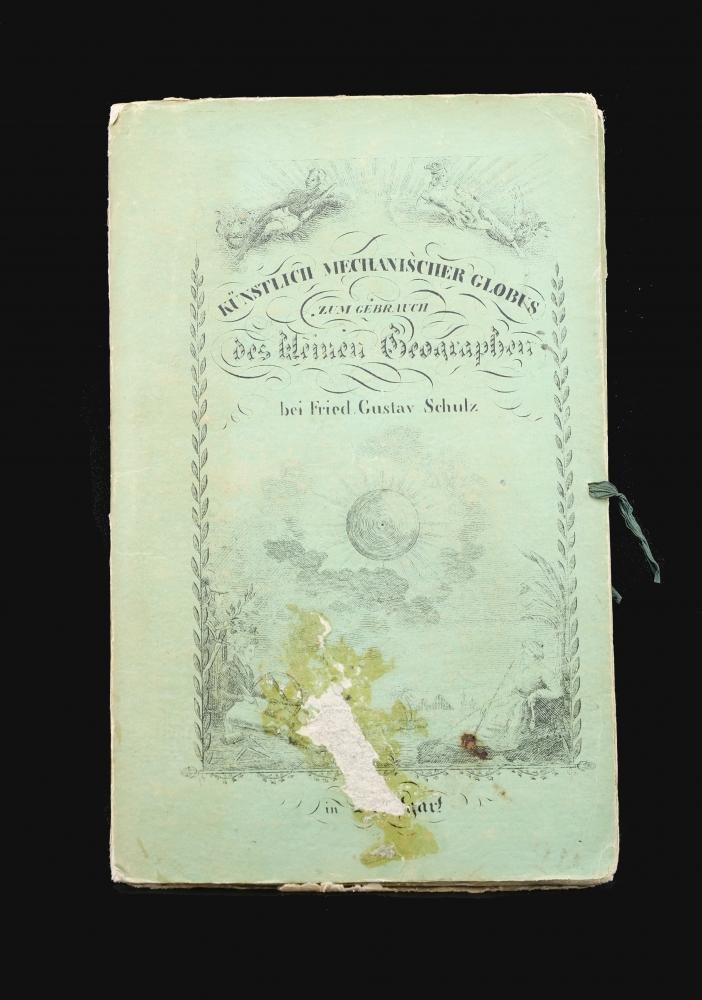 KÜNSTLICH MECHANISCHER GLOBUS
ZUM GEBRAUCH
des kleinen Geographen
bei Fried. Gustav Schulz
in